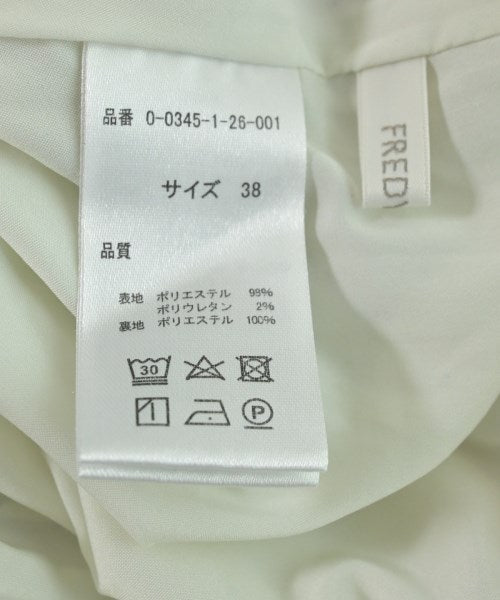 品番 0-0345-1-26-001
サイズ 38
品質
表地 ポリエステル 98%
ポリウレタン 2%
裏地 ポリエステル 100%
30
P
FRED